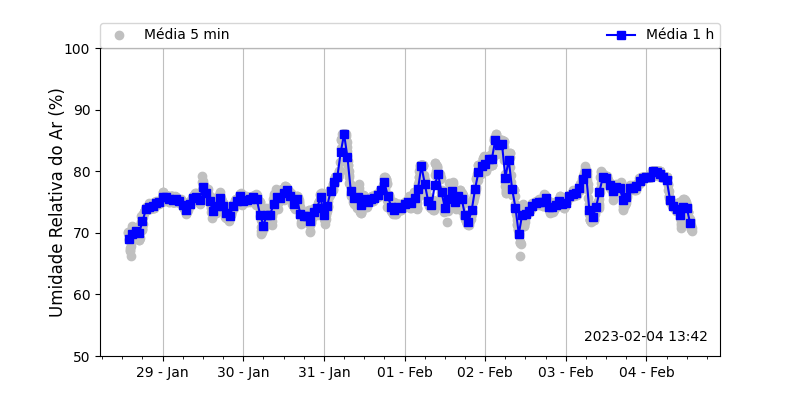 Média 5 min
Média 1 h
Umidade Relativa do Ar (%)
100
90
80
70
60
50
2023-02-04 13:42
29 - Jan
30 - Jan
31 - Jan
01 - Feb
02 - Feb
03 - Feb
04 - Feb